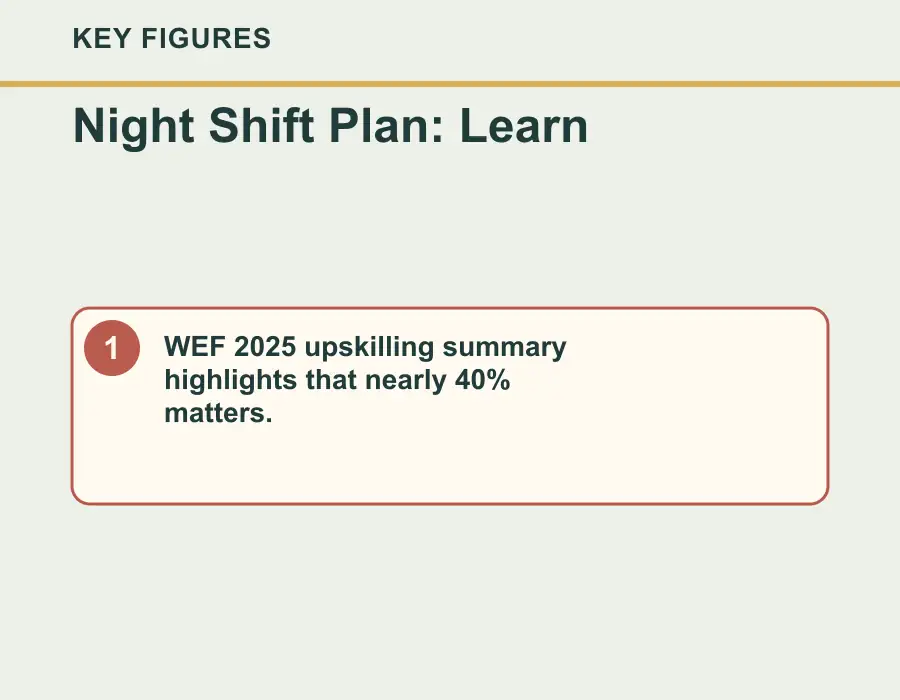 KEY FIGURES
Night Shift Plan: Learn
1
WEF 2025 upskilling summary
highlights that nearly 40%
matters.